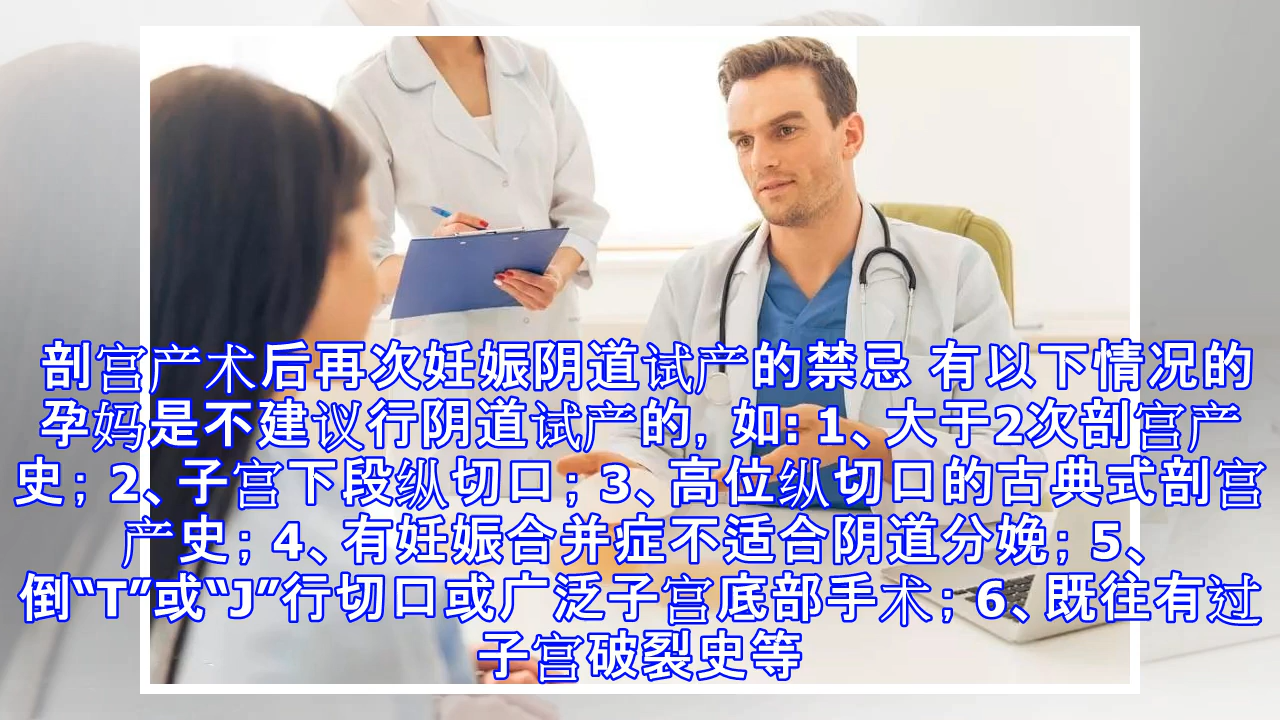 剖宫产术后再次妊娠阴道试产的禁忌 有以下情况的
孕妈是不建议行阴道试产的, 如: 1、大于2次剖宫产
史; 2、子宫下段纵切口; 3、高位纵切口的古典式剖宫
产史; 4、有妊娠合并症不适合阴道分娩; 5、
倒“T”或“J”行切口或广泛子宫底部手术; 6、既往有过
子宫破裂史等